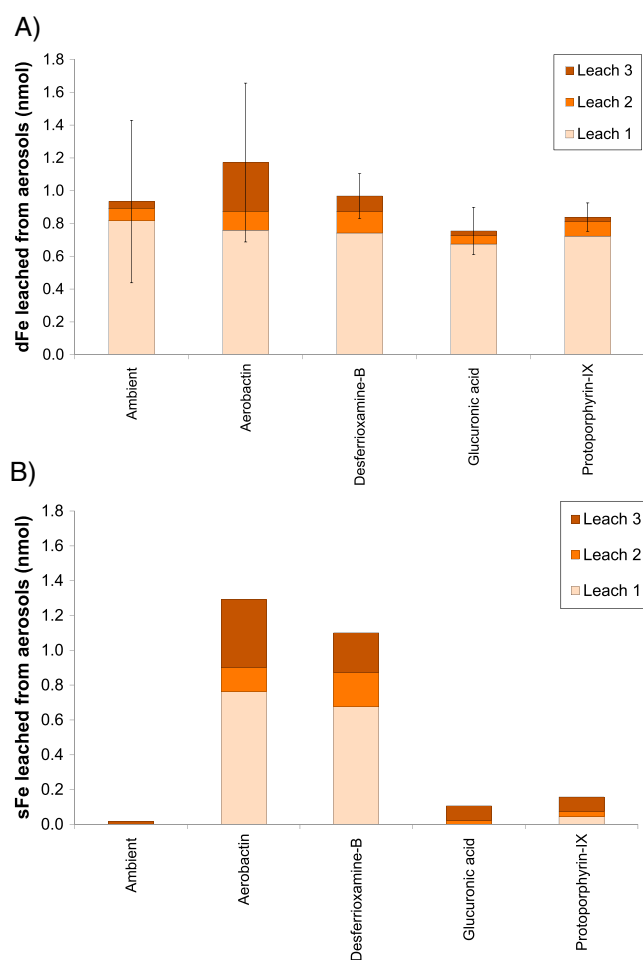 A)
dFe leached from aerosols (nmol)
1.8
1.6
1.4
1.2
1.0
0.8
0.6
0.4
0.2
0.0
Leach 3
Leach 2
Leach 1
Ambient
Aerobactin
Desferrioxamine-B
Glucuronic acid
Protoporphyrin-IX
B)
sFe leached from aerosols (nmol)
1.8
1.6
1.4
1.2
1.0
0.8
0.6
0.4
0.2
0.0
Leach 3
Leach 2
Leach 1
Ambient
Aerobactin
Desferrioxamine-B
Glucuronic acid
Protoporphyrin-IX